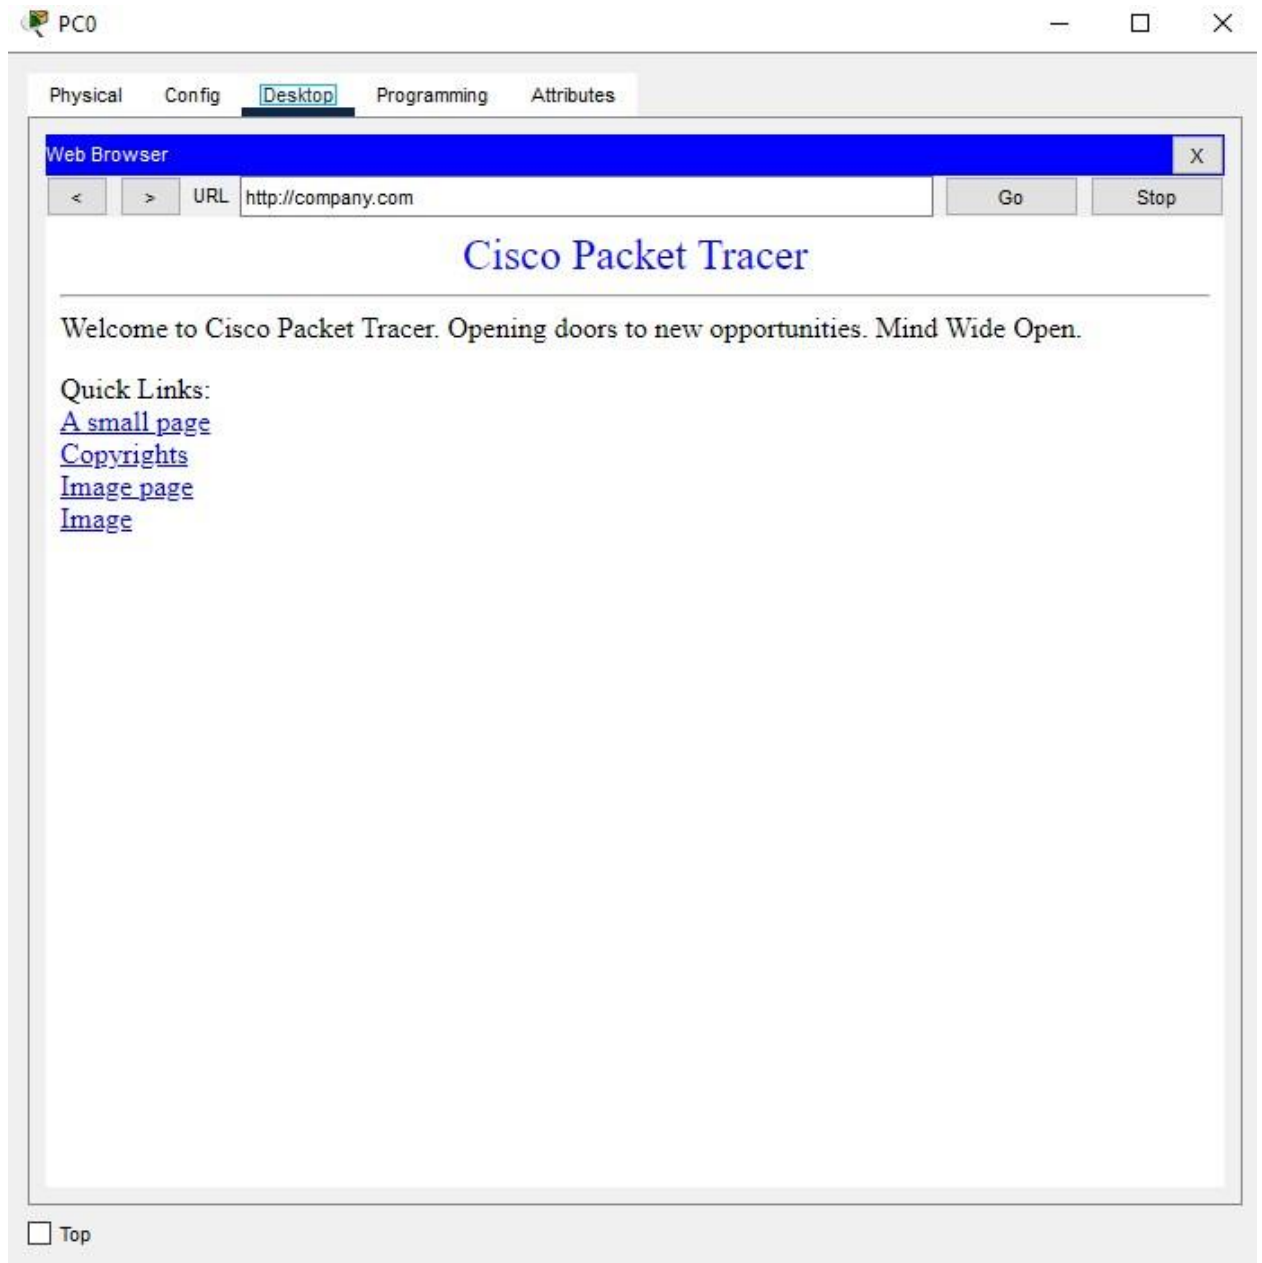 PC0
Physical Config Desktop Programming Attributes
Web Browser X
< > URL http://company.com Go Stop
Cisco Packet Tracer
Welcome to Cisco Packet Tracer. Opening doors to new opportunities. Mind Wide Open.
Quick Links:
A small page
Copyrights
Image page
Image
Top